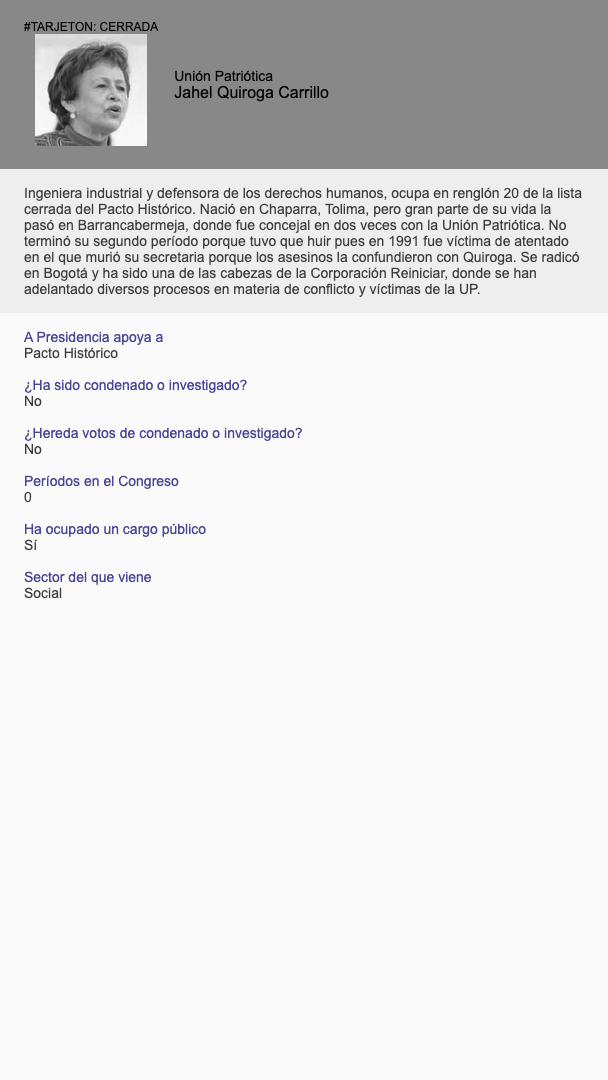 #TARJETON: CERRADA
Unión Patriótica
Jahel Quiroga Carrillo
Ingeniera industrial y defensora de los derechos humanos, ocupa en renglón 20 de la lista
cerrada del Pacto Histórico. Nació en Chaparra, Tolima, pero gran parte de su vida la
pasó en Barrancabermeja, donde fue concejal en dos veces con la Unión Patriótica. No
terminó su segundo período porque tuvo que huir pues en 1991 fue víctima de atentado
en el que murió su secretaria porque los asesinos la confundieron con Quiroga. Se radicó
en Bogotá y ha sido una de las cabezas de la Corporación Reiniciar, donde se han
adelantado diversos procesos en materia de conflicto y víctimas de la UP.
A Presidencia apoya a
Pacto Histórico
¿Ha sido condenado o investigado?
No
¿Hereda votos de condenado o investigado?
No
Períodos en el Congreso
0
Ha ocupado un cargo público
Sí
Sector del que viene
Social